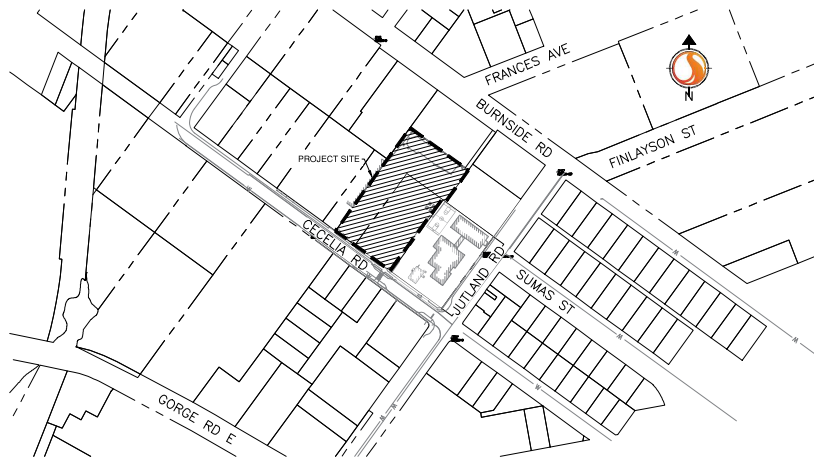 FRANCES AVE
BURNSIDE RD
N
FINLAYSON ST
PROJECT SITE
CECELIA RD
JUTLAND RD
SUMAS ST
GORGE RD E